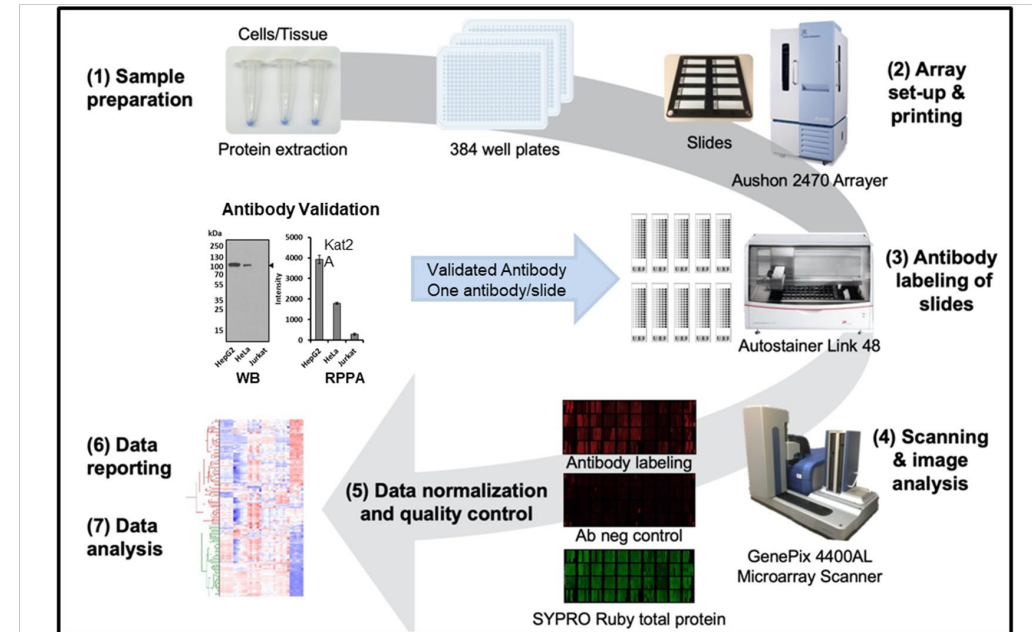 (1) Sample
preparation
Cells/Tissue
Protein extraction
384 well plates
Slides
Aushon 2470 Arrayer
(2) Array
set-up &
printing
Antibody Validation
kDa
250
130
100
70
55
35
25
15
HepG2
HeLa
Jurkat
WB
Intensity
5000
4000
3000
2000
1000
0
Kat2
A
HepG2
HeLa
Jurkat
RPPA
Validated Antibody
One antibody/slide
(3) Antibody
labeling of
slides
Autostainer Link 48
(4) Scanning
& image
analysis
GenePix 4400AL
Microarray Scanner
Antibody labeling
Ab neg control
SYPRO Ruby total protein
(5) Data normalization
and quality control
(6) Data
reporting
(7) Data
analysis